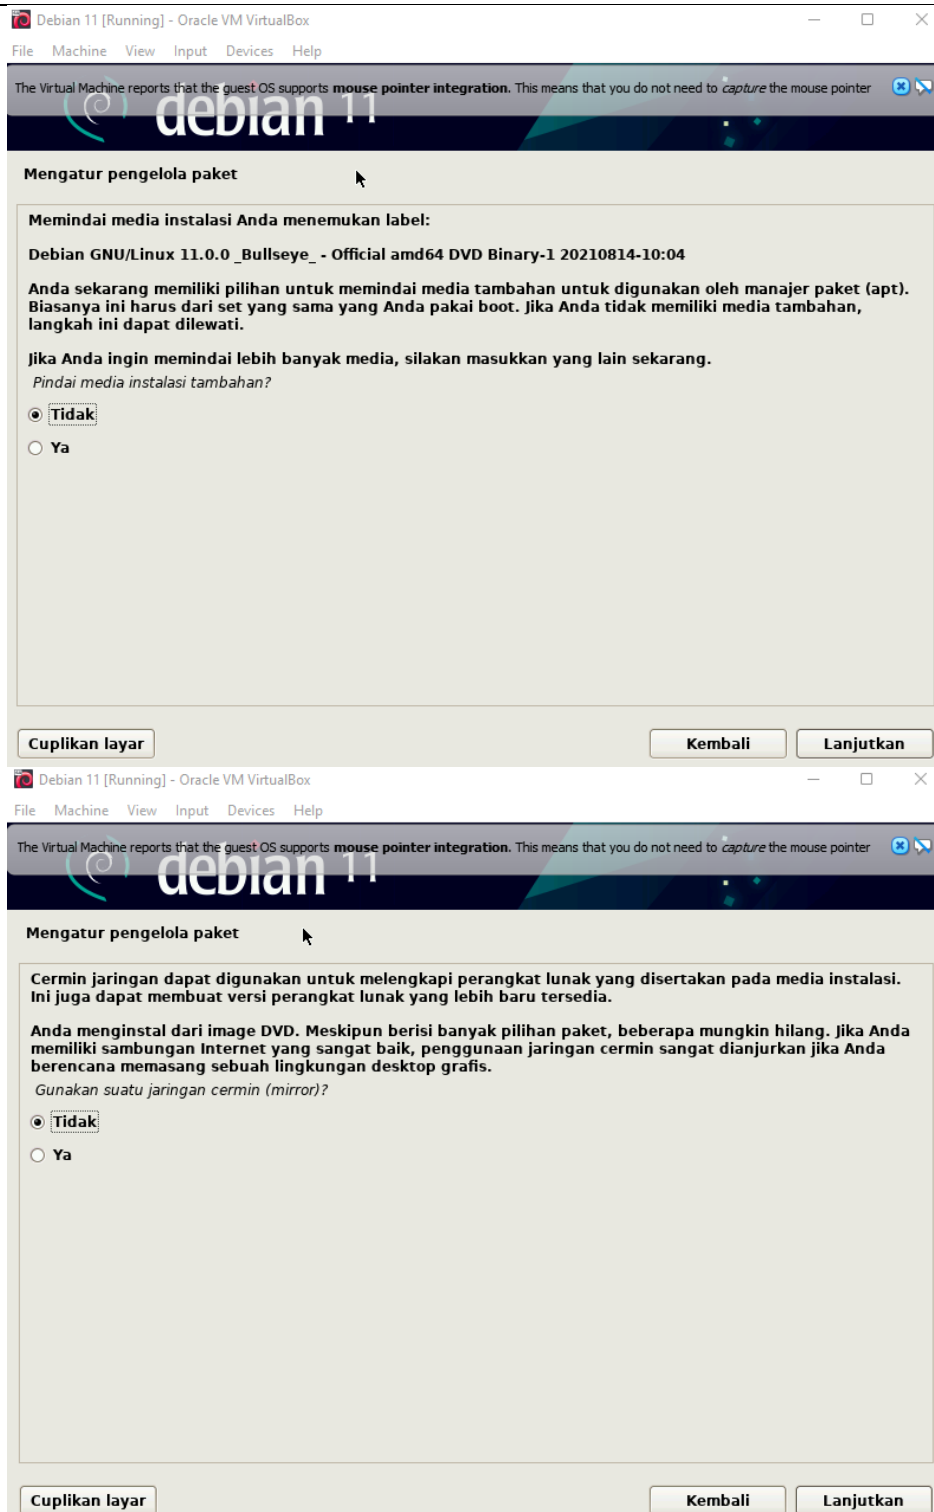 Debian 11 [Running] - Oracle VM VirtualBox
File Machine View Input Devices Help
The Virtual Machine reports that the guest OS supports mouse pointer integration. This means that you do not need to capture the mouse pointer
debian 11
Mengatur pengelola paket
Memindai media instalasi Anda menemukan label:
Debian GNU/Linux 11.0.0 _Bullseye_ - Official amd64 DVD Binary-1 20210814-10:04
Anda sekarang memiliki pilihan untuk memindai media tambahan untuk digunakan oleh manajer paket (apt).
Biasanya ini harus dari set yang sama yang Anda pakai boot. Jika Anda tidak memiliki media tambahan,
langkah ini dapat dilewati.
Jika Anda ingin memindai lebih banyak media, silakan masukkan yang lain sekarang.
Pindai media instalasi tambahan?
Tidak
Ya
Cuplikan layar Kembali Lanjutkan
Debian 11 [Running] - Oracle VM VirtualBox
File Machine View Input Devices Help
The Virtual Machine reports that the guest OS supports mouse pointer integration. This means that you do not need to capture the mouse pointer
debian 11
Mengatur pengelola paket
Cermin jaringan dapat digunakan untuk melengkapi perangkat lunak yang disertakan pada media instalasi.
Ini juga dapat membuat versi perangkat lunak yang lebih baru tersedia.
Anda menginstal dari image DVD. Meskipun berisi banyak pilihan paket, beberapa mungkin hilang. Jika Anda
memiliki sambungan Internet yang sangat baik, penggunaan jaringan cermin sangat dianjurkan jika Anda
berencana memasang sebuah lingkungan desktop grafis.
Gunakan suatu jaringan cermin (mirror)?
Tidak
Ya
Cuplikan layar Kembali Lanjutkan